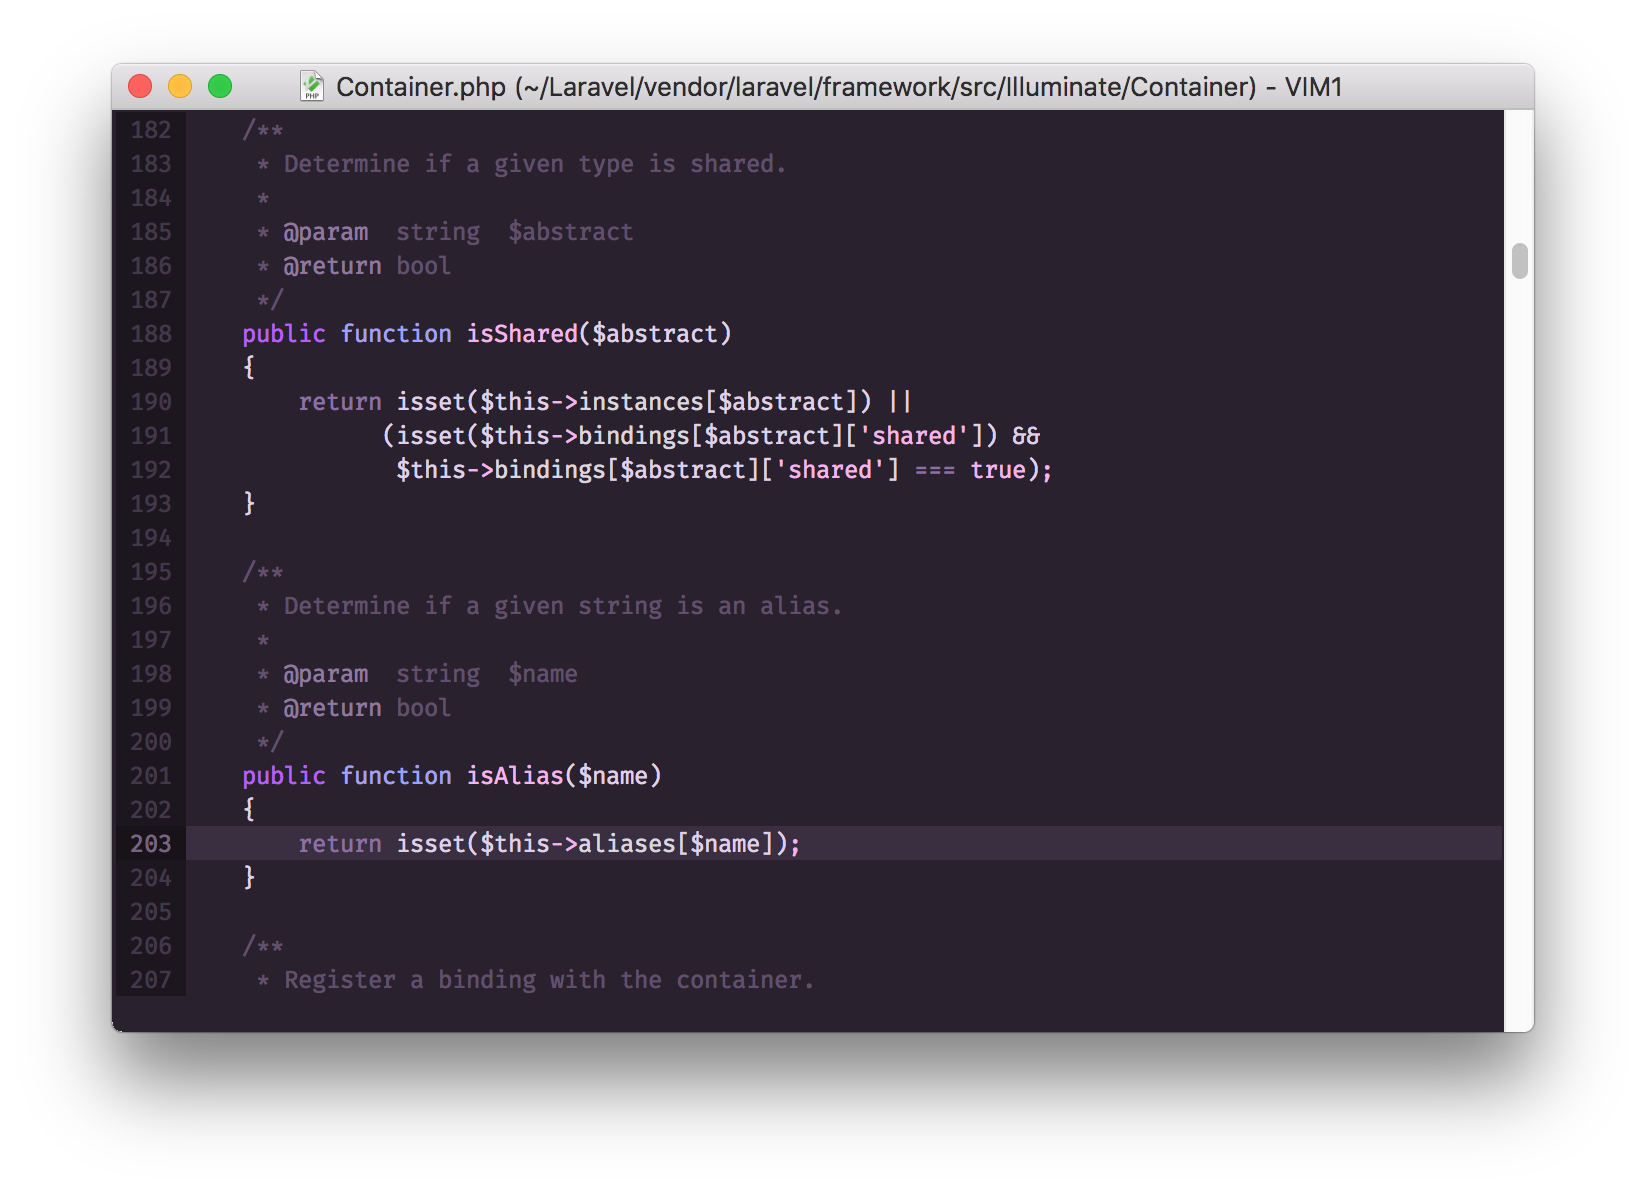 Container.php (~/Laravel/vendor/laravel/framework/src/Illuminate/Container) - VIM1
PHP
182     /**
183      * Determine if a given type is shared.
184      *
185      * @param  string  $abstract
186      * @return bool
187      */
188     public function isShared($abstract)
189     {
190         return isset($this->instances[$abstract]) ||
191               (isset($this->bindings[$abstract]['shared']) &&
192                $this->bindings[$abstract]['shared'] === true);
193     }
194
195     /**
196      * Determine if a given string is an alias.
197      *
198      * @param  string  $name
199      * @return bool
200      */
201     public function isAlias($name)
202     {
203         return isset($this->aliases[$name]);
204     }
205
206     /**
207      * Register a binding with the container.